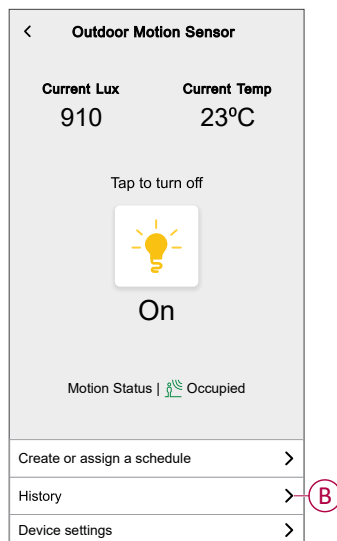 Outdoor Motion Sensor
Current Lux Current Temp
910 23ºC
Tap to turn off
On
Motion Status | Occupied
Create or assign a schedule
History
B
Device settings